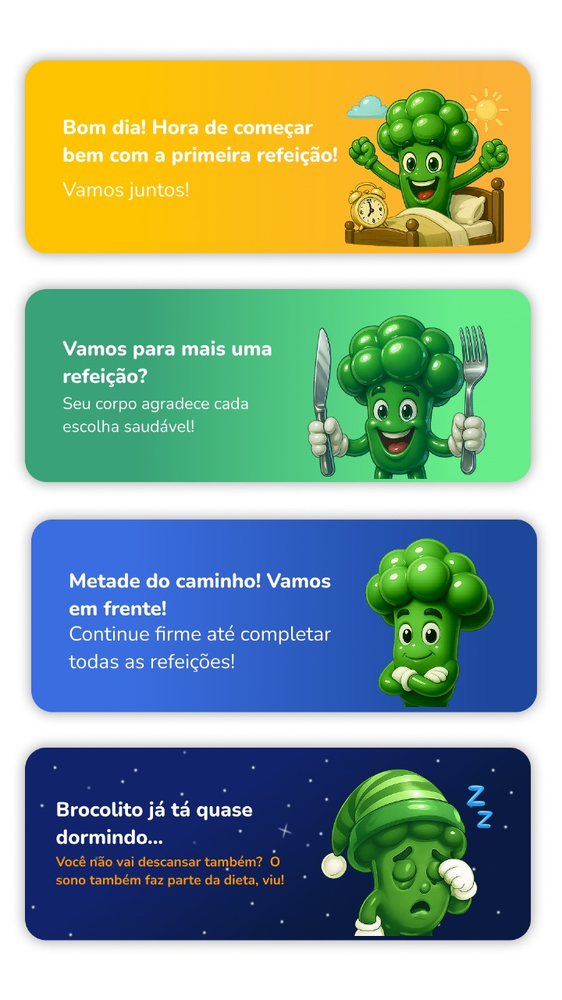 Bom dia! Hora de começar
bem com a primeira refeição!
Vamos juntos!
Vamos para mais uma
refeição?
Seu corpo agradece cada
escolha saudável!
Metade do caminho! Vamos
em frente!
Continue firme até completar
todas as refeições!
Brocolito já tá quase
dormindo...
Você não vai descansar também? O
sono também faz parte da dieta, viu!
Z
Z